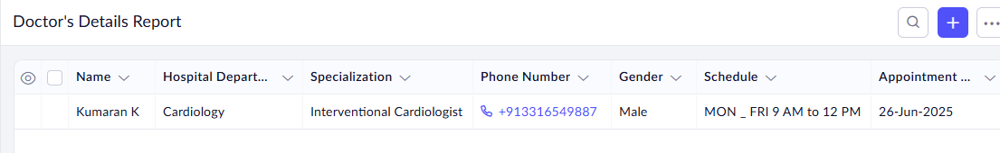 Doctor's Details Report
Name Hospital Depart... Specialization Phone Number Gender Schedule Appointment ...
Kumaran K Cardiology Interventional Cardiologist +913316549887 Male MON _ FRI 9 AM to 12 PM 26-Jun-2025